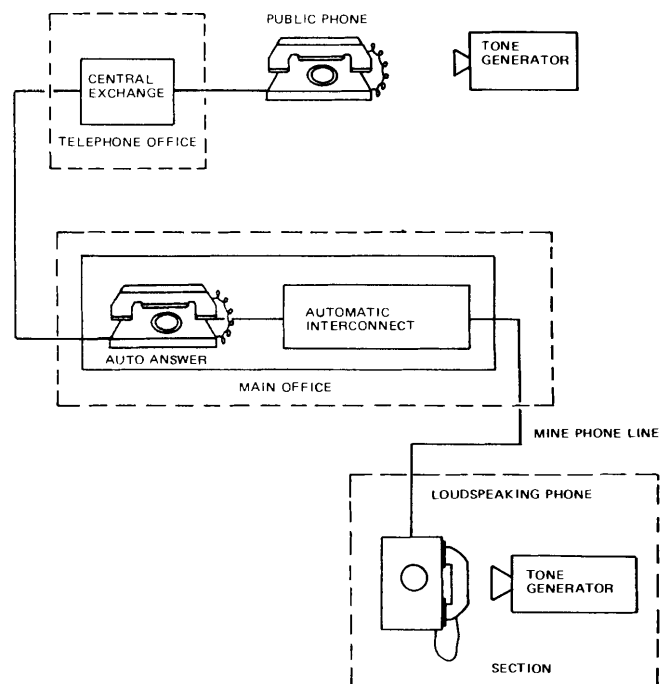 PUBLIC PHONE
TONE
GENERATOR
CENTRAL
EXCHANGE
TELEPHONE OFFICE
AUTOMATIC
INTERCONNECT
AUTO ANSWER
MAIN OFFICE
MINE PHONE LINE
LOUDSPEAKING PHONE
TONE
GENERATOR
SECTION